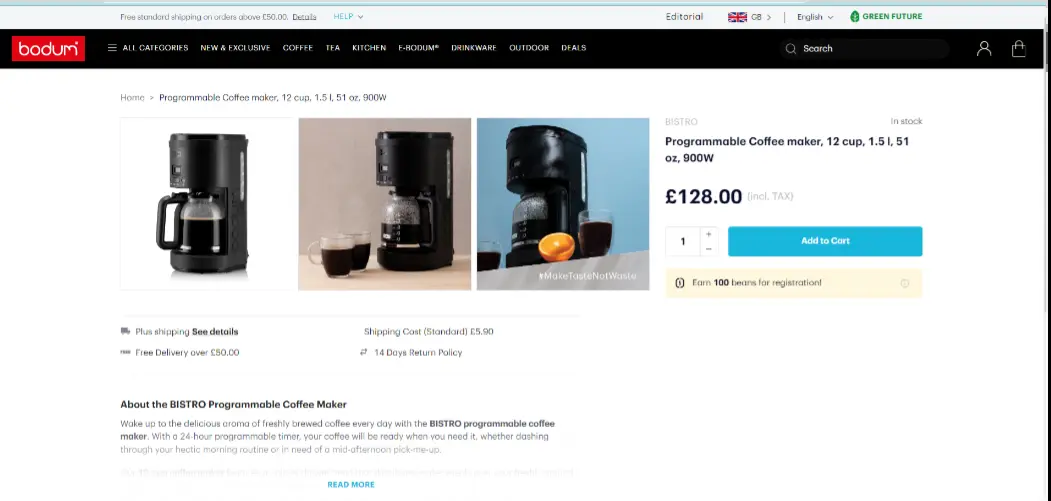 Free standard shipping on orders above £50.00. Details HELP
Editorial GB English GREEN FUTURE
bodum
ALL CATEGORIES NEW & EXCLUSIVE COFFEE TEA KITCHEN E-BODUM® DRINKWARE OUTDOOR DEALS
Search
Home > Programmable Coffee maker, 12 cup, 1.5 l, 51 oz, 900W
#MakeTasteNotWaste
BISTRO In stock
Programmable Coffee maker, 12 cup, 1.5 l, 51
oz, 900W
£128.00 (incl. TAX)
1 + −
Add to Cart
Earn 100 beans for registration!
Plus shipping See details Shipping Cost (Standard) £5.90
Free Delivery over £50.00 14 Days Return Policy
About the BISTRO Programmable Coffee Maker
Wake up to the delicious aroma of freshly brewed coffee every day with the BISTRO programmable coffee
maker. With a 24-hour programmable timer, your coffee will be ready when you need it, whether dashing
through your hectic morning routine or in need of a mid-afternoon pick-me-up.
READ MORE